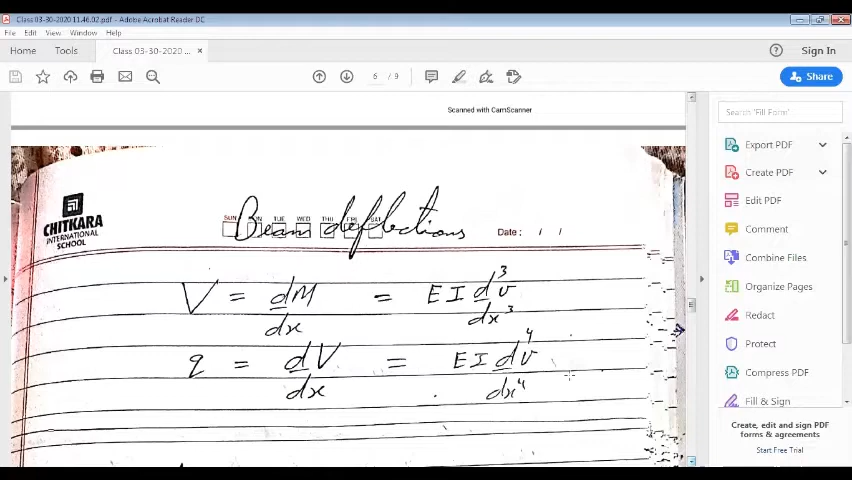 Class 03-30-2020 11.46.02.pdf - Adobe Acrobat Reader DC
File Edit View Window Help
Home Tools Class 03-30-2020 ... × Sign In
6 / 9 Share
Scanned with CamScanner
Search 'Fill Form'
Export PDF
Create PDF
Edit PDF
Comment
Combine Files
Organize Pages
Redact
Protect
Compress PDF
Fill & Sign
Create, edit and sign PDF
forms & agreements
Start Free Trial
CHITKARA
INTERNATIONAL
SCHOOL
SUN TUE WED THU FRI SAT
Beam deflections
Date : / /
V = dM/dx = EI d³v/dx³
q = dV/dx = EI d⁴v/dx⁴